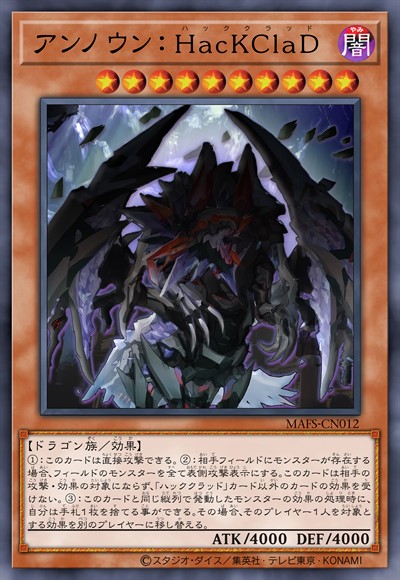 ハッククラッド
アンノウン：HacKClaD
やみ
闇
MAFS-CN012
【ドラゴン族／効果】
①：このカードは直接攻撃できる。②：相手フィールドにモンスターが存在する
場合、フィールドのモンスターを全て表側攻撃表示にする。このカードは相手の
攻撃・効果の対象にならず、「ハッククラッド」カード以外のカードの効果を受
けない。③：このカードと同じ縦列で発動したモンスターの効果の処理時に、
自分は手札1枚を捨てる事ができる。その場合、そのプレイヤー1人を対象と
する効果を別のプレイヤーに移し替える。
ATK/4000 DEF/4000
©スタジオ・ダイス／集英社・テレビ東京・KONAMI